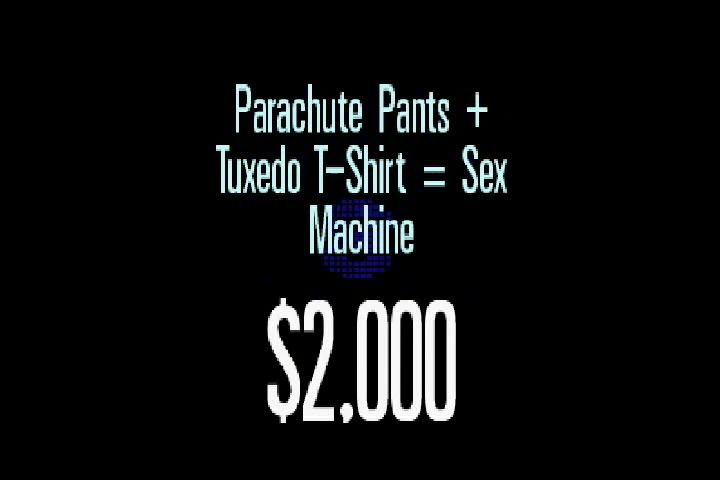 Parachute Pants +
Tuxedo T-Shirt = Sex
Machine
$2,000